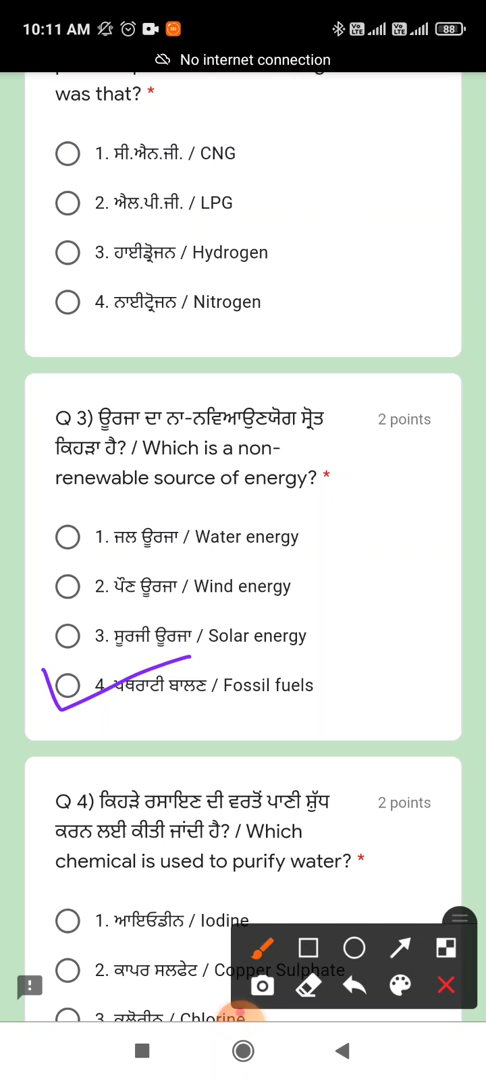 10:11 AM
88
No internet connection
was that? *
1. ਸੀ.ਐਨ.ਜੀ. / CNG
2. ਐਲ.ਪੀ.ਜੀ. / LPG
3. ਹਾਈਡ੍ਰੋਜਨ / Hydrogen
4. ਨਾਈਟ੍ਰੋਜਨ / Nitrogen
Q 3) ਊਰਜਾ ਦਾ ਨਾ-ਨਵਿਆਉਣਯੋਗ ਸ੍ਰੋਤ
2 points
ਕਿਹੜਾ ਹੈ? / Which is a non-
renewable source of energy? *
1. ਜਲ ਊਰਜਾ / Water energy
2. ਪੌਣ ਊਰਜਾ / Wind energy
3. ਸੂਰਜੀ ਊਰਜਾ / Solar energy
4. ਪਥਰਾਟੀ ਬਾਲਣ / Fossil fuels
Q 4) ਕਿਹੜੇ ਰਸਾਇਣ ਦੀ ਵਰਤੋਂ ਪਾਣੀ ਸ਼ੁੱਧ
2 points
ਕਰਨ ਲਈ ਕੀਤੀ ਜਾਂਦੀ ਹੈ? / Which
chemical is used to purify water? *
1. ਆਇਓਡੀਨ / Iodine
2. ਕਾਪਰ ਸਲਫੇਟ / Copper Sulphate
3. ਕਲੋਰੀਨ / Chlorine